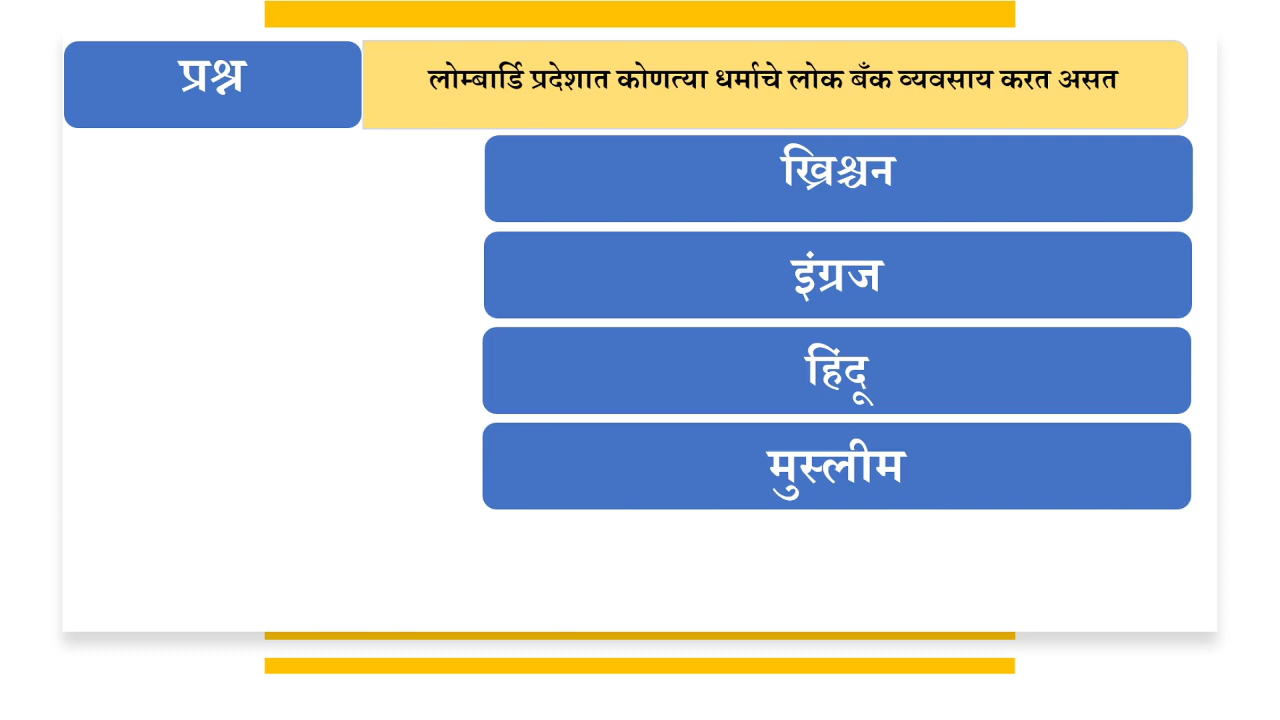 प्रश्न
लोम्बार्डि प्रदेशात कोणत्या धर्माचे लोक बँक व्यवसाय करत असत
ख्रिश्चन
इंग्रज
हिंदू
मुस्लीम